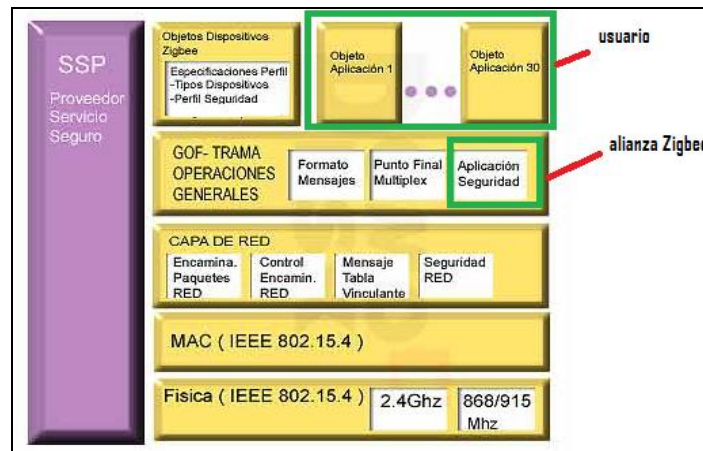 SSP
Proveedor
Servicio
Seguro
Objetos Dispositivos
Zigbee
Especificaciones Perfil
-Tipos Dispositivos
-Perfil Seguridad
Objeto
Aplicación 1
Objeto
Aplicación 30
usuario
GOF- TRAMA
OPERACIONES
GENERALES
Formato
Mensajes
Punto Final
Multiplex
Aplicación
Seguridad
alianza Zigbee
CAPA DE RED
Encamina.
Paquetes
RED
Control
Encamin.
RED
Mensaje
Tabla
Vinculante
Seguridad
RED
MAC ( IEEE 802.15.4 )
Fisica ( IEEE 802.15.4 )
2.4Ghz
868/915
Mhz